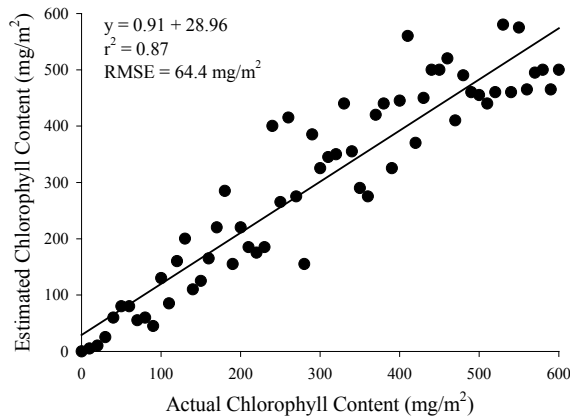 y = 0.91 + 28.96
r² = 0.87
RMSE = 64.4 mg/m²
600
500
400
300
200
100
0
Estimated Chlorophyll Content (mg/m²)
0 100 200 300 400 500 600
Actual Chlorophyll Content (mg/m²)